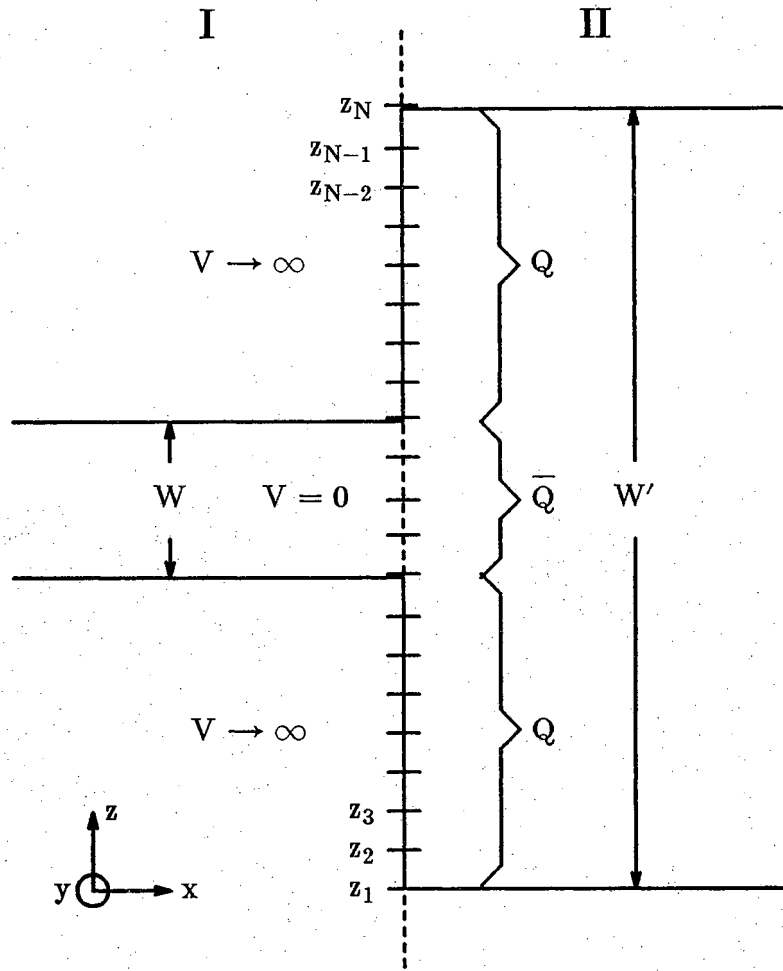 I II
z_N
z_{N-1}
z_{N-2}
V → ∞ Q
W V = 0 Q̅ W′
V → ∞ Q
z z_3
z_2
y x z_1